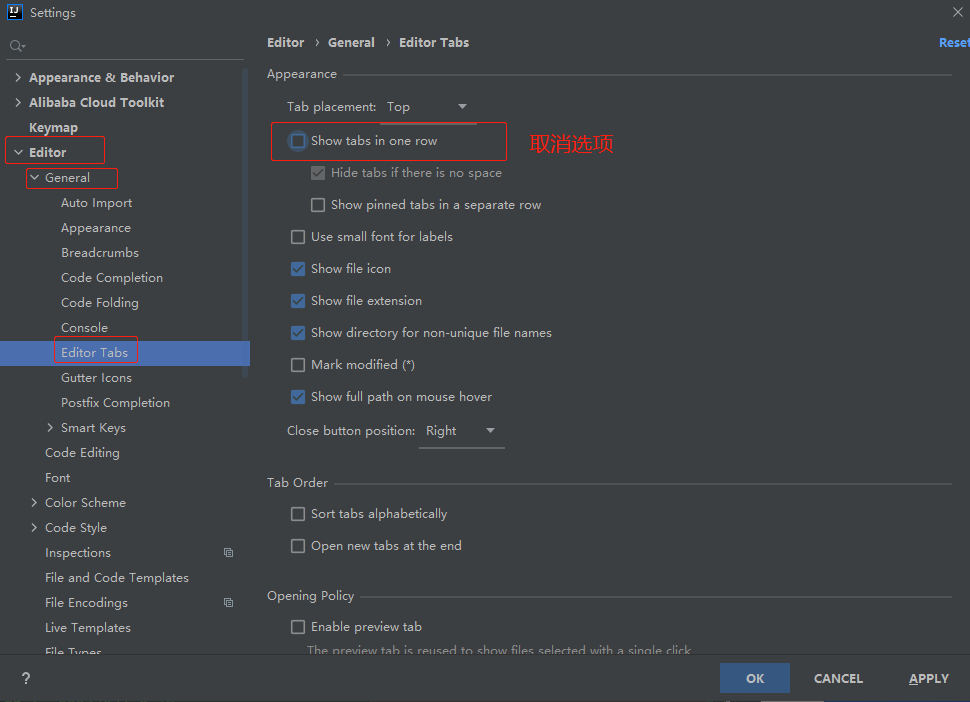 Settings
Editor › General › Editor Tabs
Reset
Appearance & Behavior
Alibaba Cloud Toolkit
Keymap
Editor
General
Auto Import
Appearance
Breadcrumbs
Code Completion
Code Folding
Console
Editor Tabs
Gutter Icons
Postfix Completion
Smart Keys
Code Editing
Font
Color Scheme
Code Style
Inspections
File and Code Templates
File Encodings
Live Templates
File Types
Appearance
Tab placement: Top
Show tabs in one row
取消选项
Hide tabs if there is no space
Show pinned tabs in a separate row
Use small font for labels
Show file icon
Show file extension
Show directory for non-unique file names
Mark modified (*)
Show full path on mouse hover
Close button position: Right
Tab Order
Sort tabs alphabetically
Open new tabs at the end
Opening Policy
Enable preview tab
The preview tab is reused to show files selected with a single click
?
OK
CANCEL
APPLY